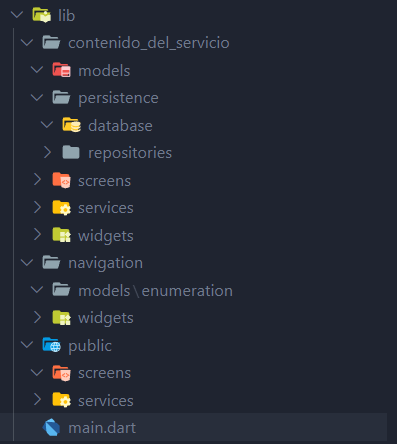 lib
contenido_del_servicio
models
persistence
database
repositories
screens
services
widgets
navigation
models\enumeration
widgets
public
screens
services
main.dart